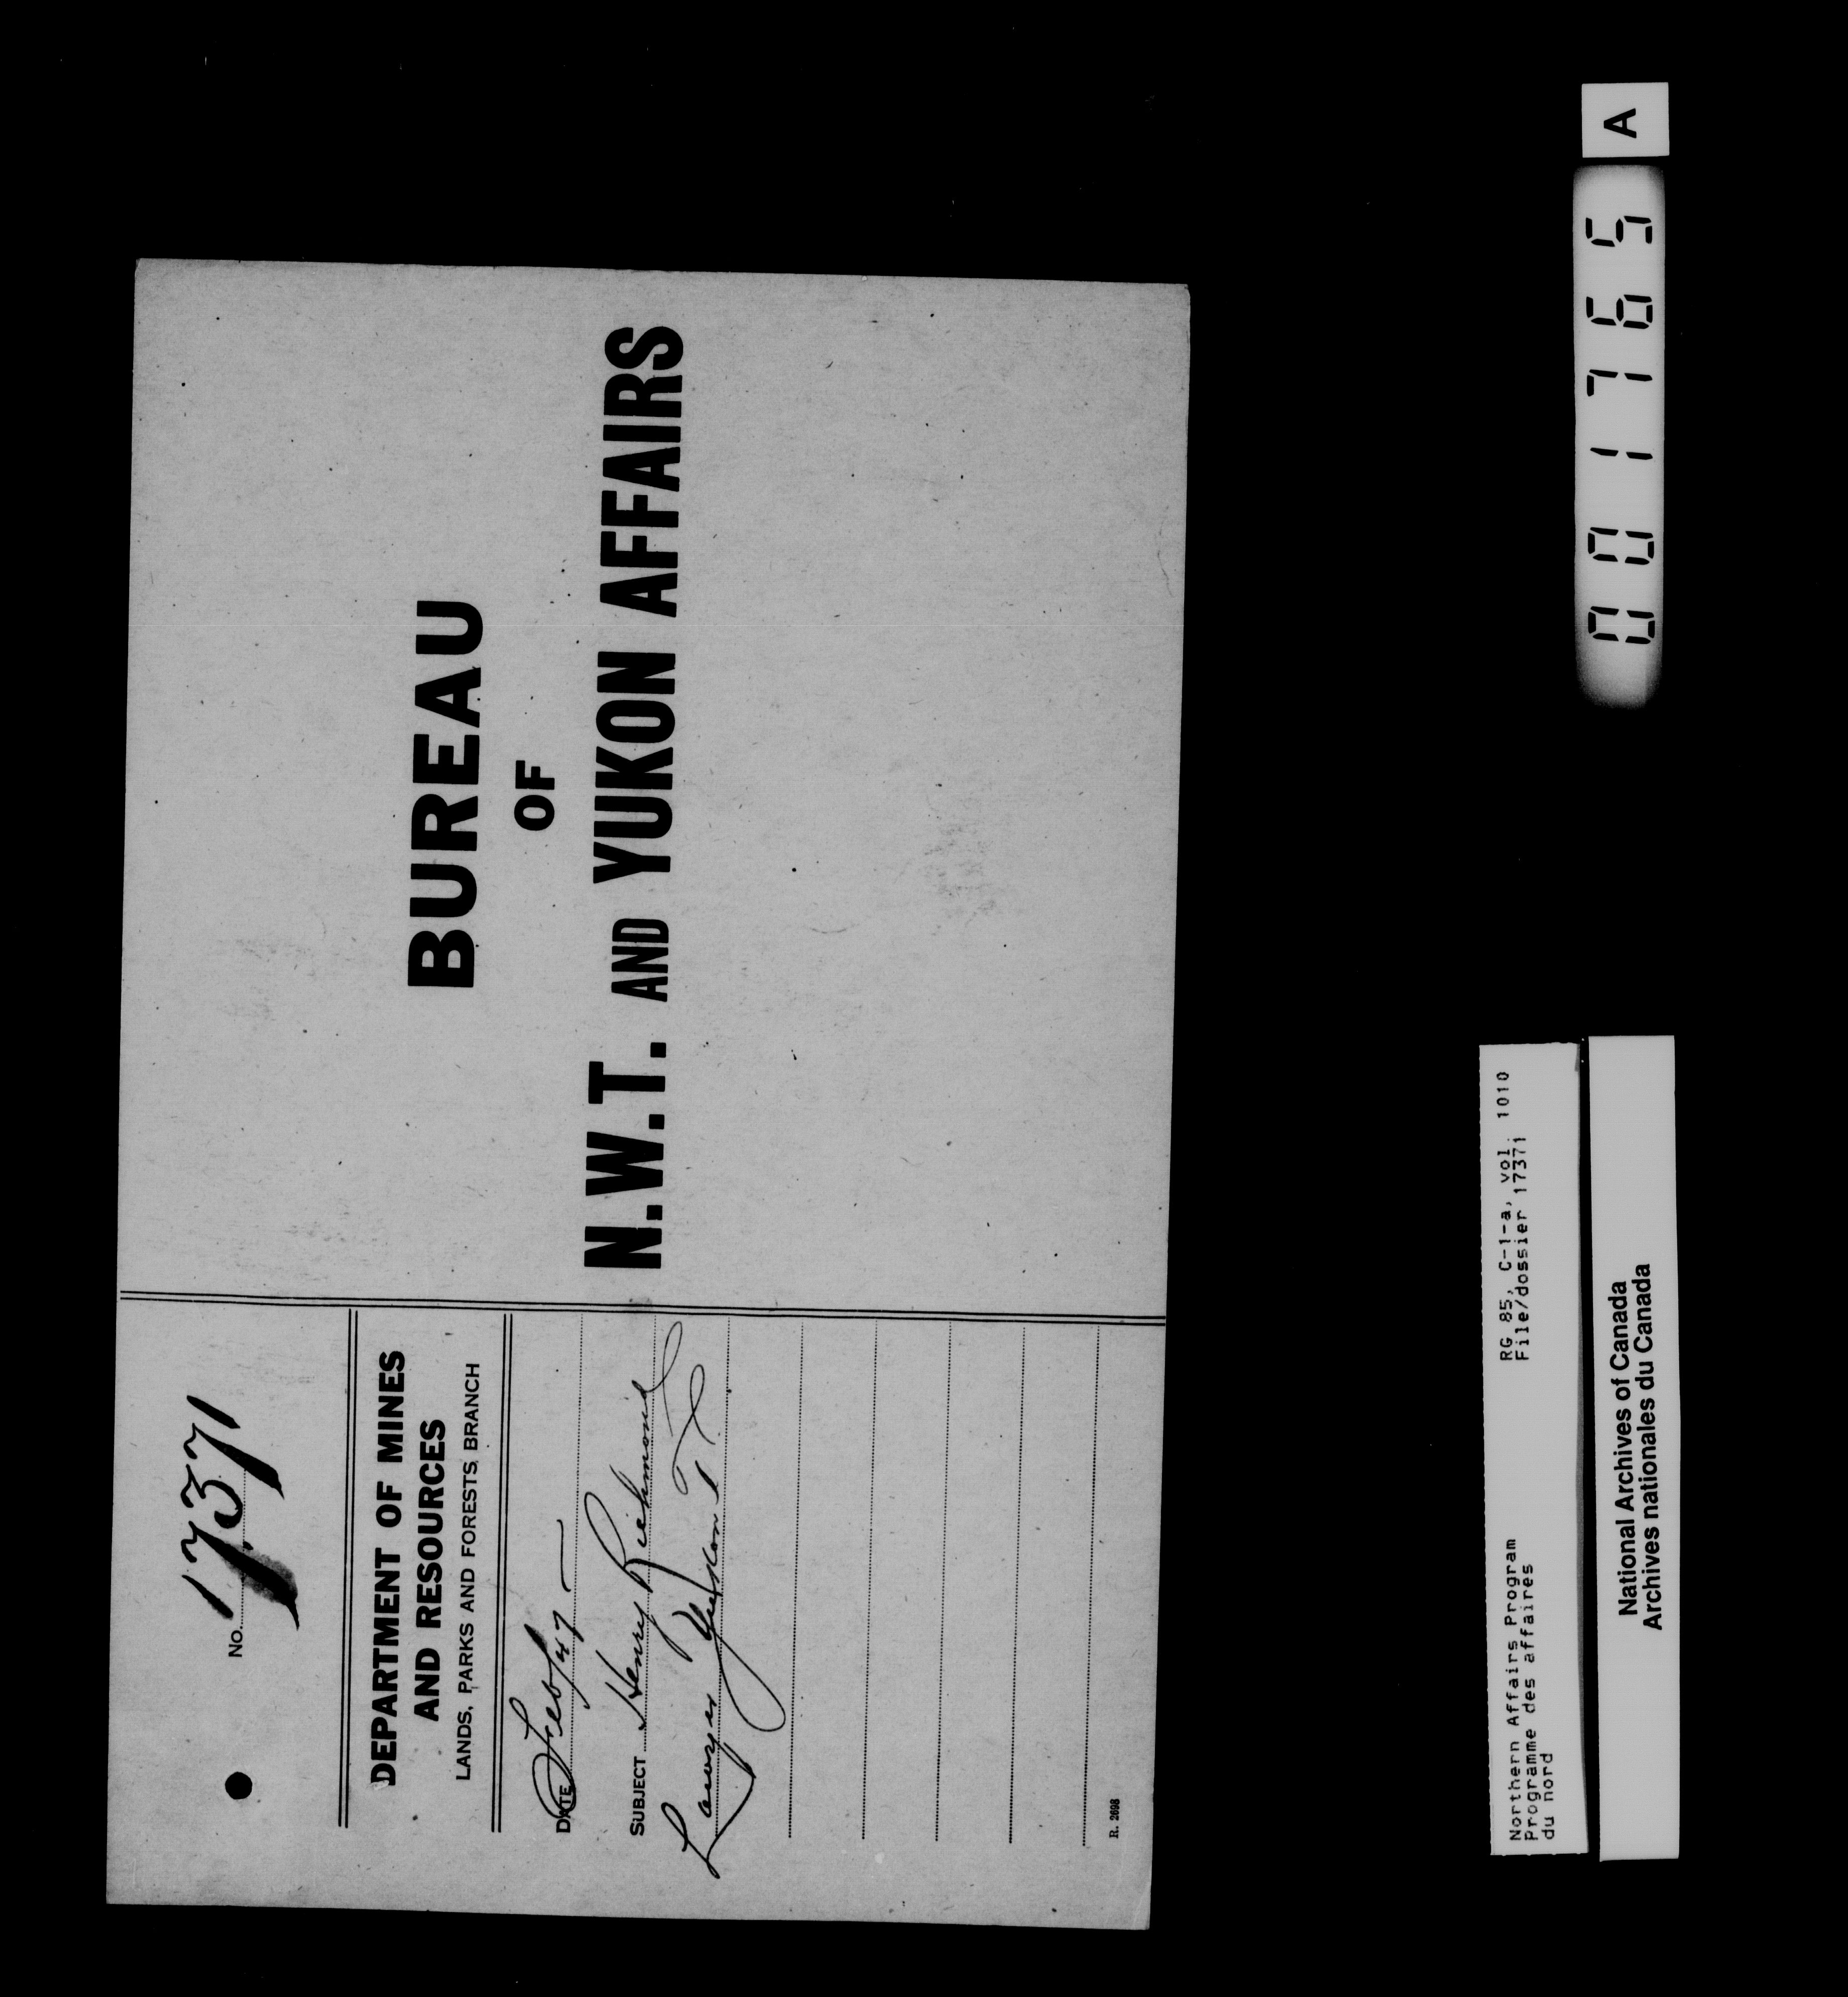 No. 17371
DEPARTMENT OF MINES
AND RESOURCES
LANDS, PARKS AND FORESTS BRANCH
DATE Feb/47 —
SUBJECT Henry Richmond
Lawyer Yukon T
R. 2698
BUREAU
OF
N.W.T. AND YUKON AFFAIRS
Northern Affairs Program
Programme des affaires
du nord
RG 85, C-1-a, vol. 1010
File/dossier 17371
National Archives of Canada
Archives nationales du Canada
001765
A